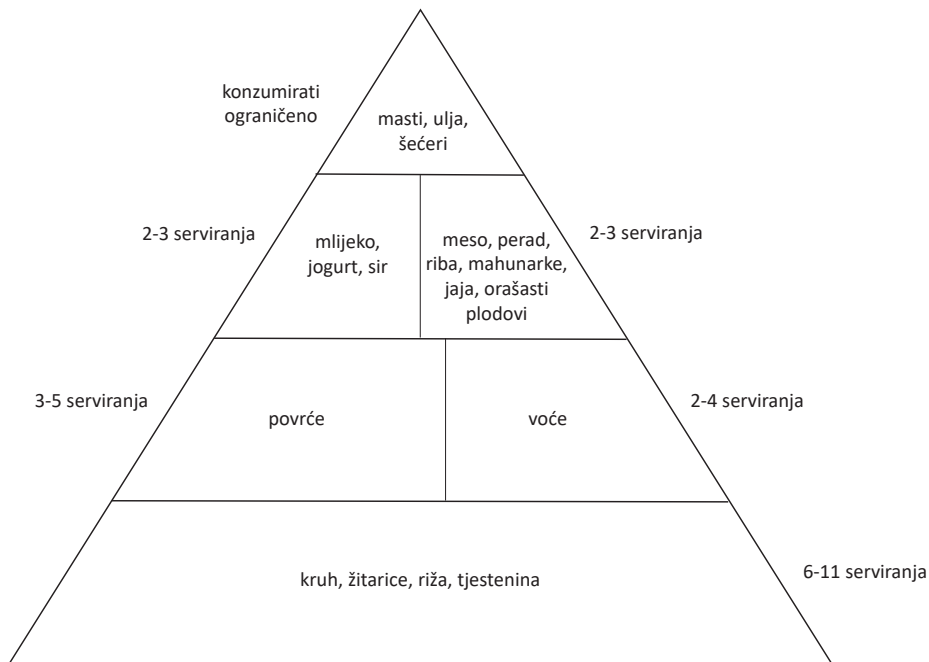 konzumirati
ograničeno
masti, ulja,
šećeri
2-3 serviranja
mlijeko,
jogurt, sir
meso, perad,
riba, mahunarke,
jaja, orašasti
plodovi
2-3 serviranja
3-5 serviranja
povrće
voće
2-4 serviranja
kruh, žitarice, riža, tjestenina
6-11 serviranja